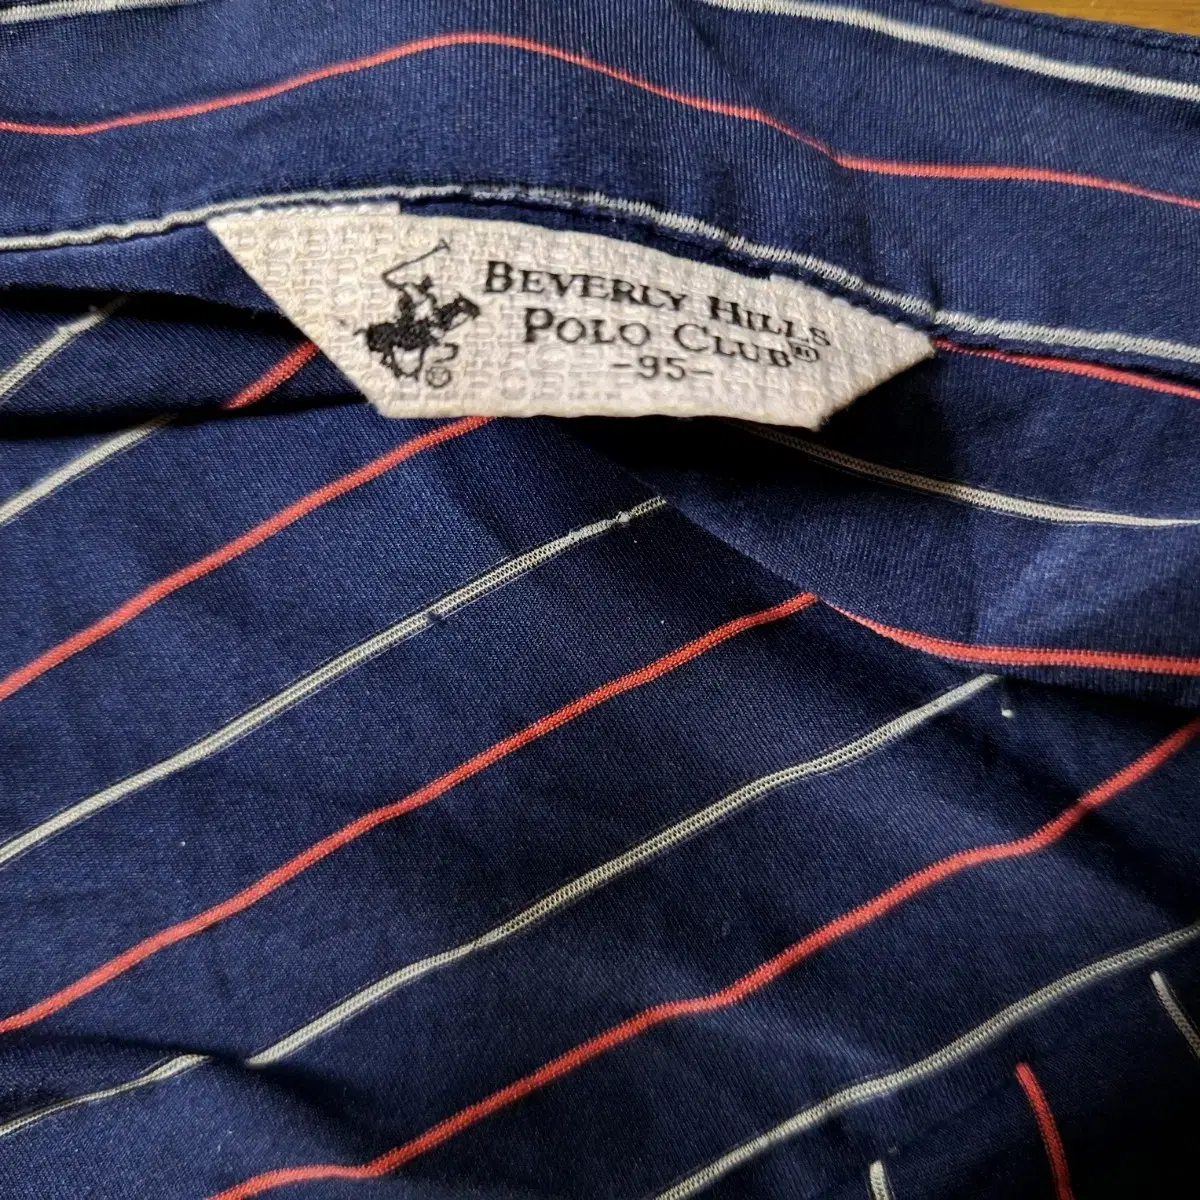 BEVERLY HILLS
POLO CLUB®
-95-